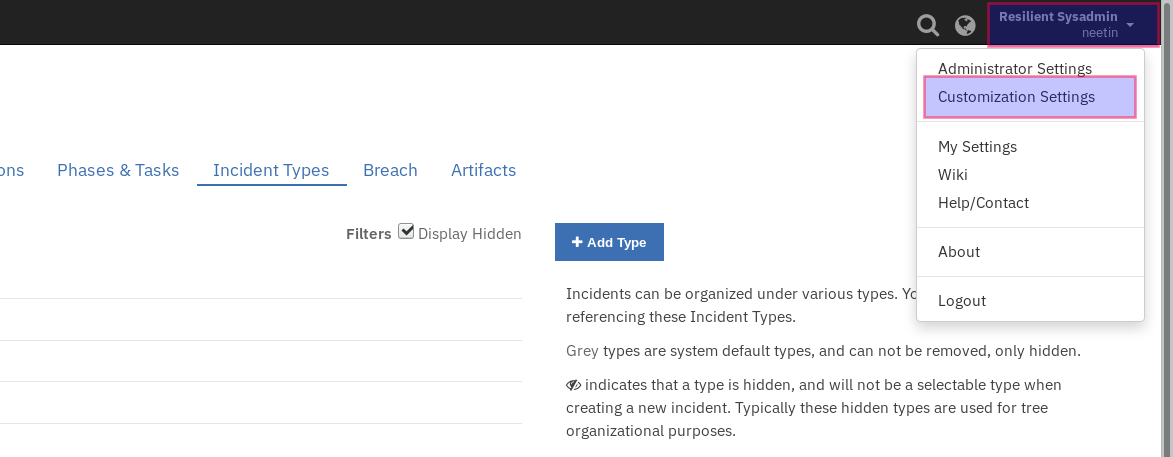 Resilient Sysadmin
neetin
Administrator Settings
Customization Settings
My Settings
Wiki
Help/Contact
About
Logout
ons Phases & Tasks Incident Types Breach Artifacts
Filters Display Hidden
Add Type
Incidents can be organized under various types.
referencing these Incident Types.
Grey types are system default types, and can not be removed, only hidden.
indicates that a type is hidden, and will not be a selectable type when
creating a new incident. Typically these hidden types are used for tree
organizational purposes.